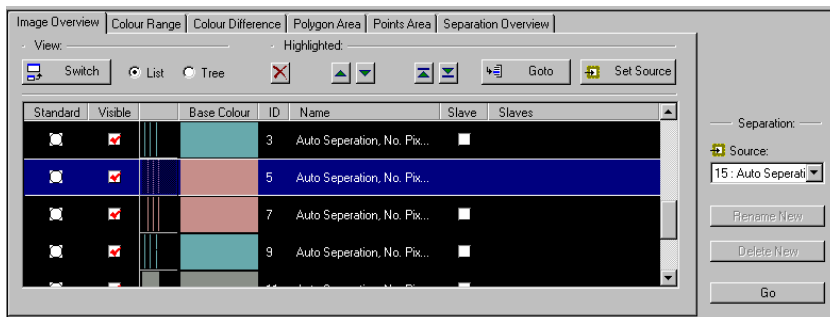 Image Overview Colour Range Colour Difference Polygon Area Points Area Separation Overview
View: Highlighted:
Switch List Tree Goto Set Source
Standard Visible Base Colour ID Name Slave Slaves
3 Auto Seperation, No. Pix...
5 Auto Seperation, No. Pix...
7 Auto Seperation, No. Pix...
9 Auto Seperation, No. Pix...
Separation:
Source:
15 : Auto Seperati
Rename New
Delete New
Go